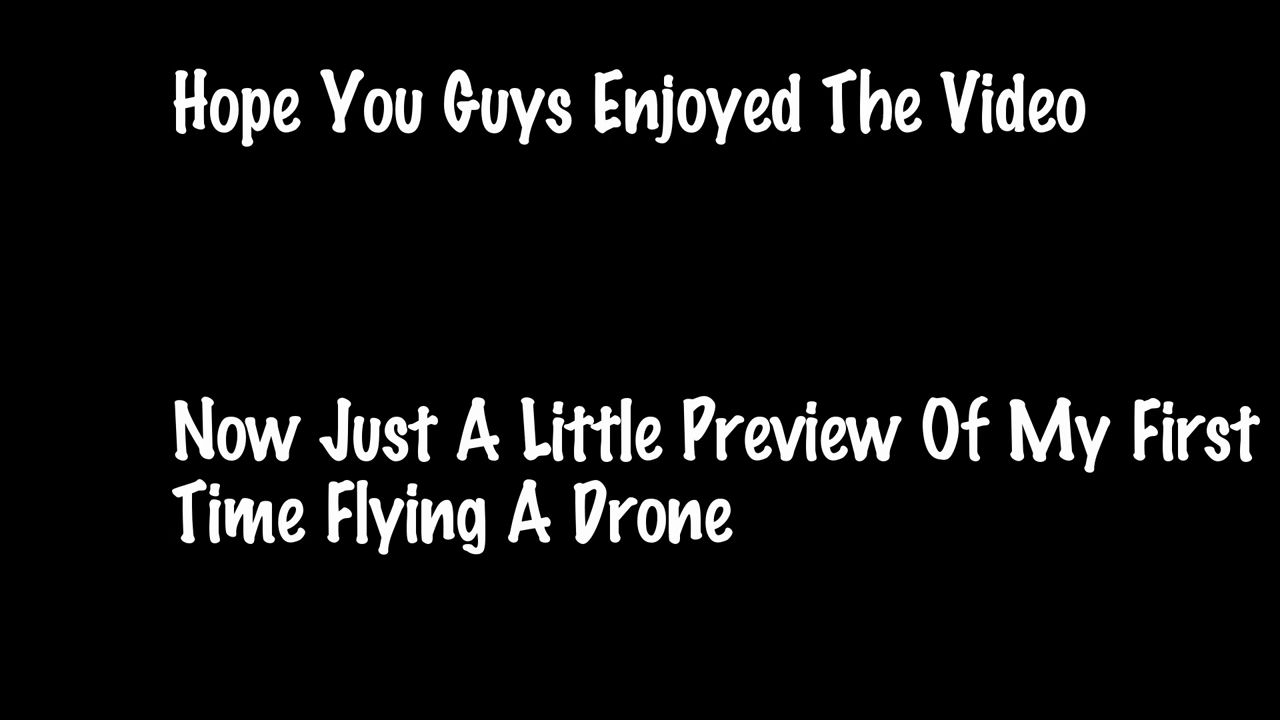 Hope You Guys Enjoyed The Video
Now Just A Little Preview Of My First
Time Flying A Drone